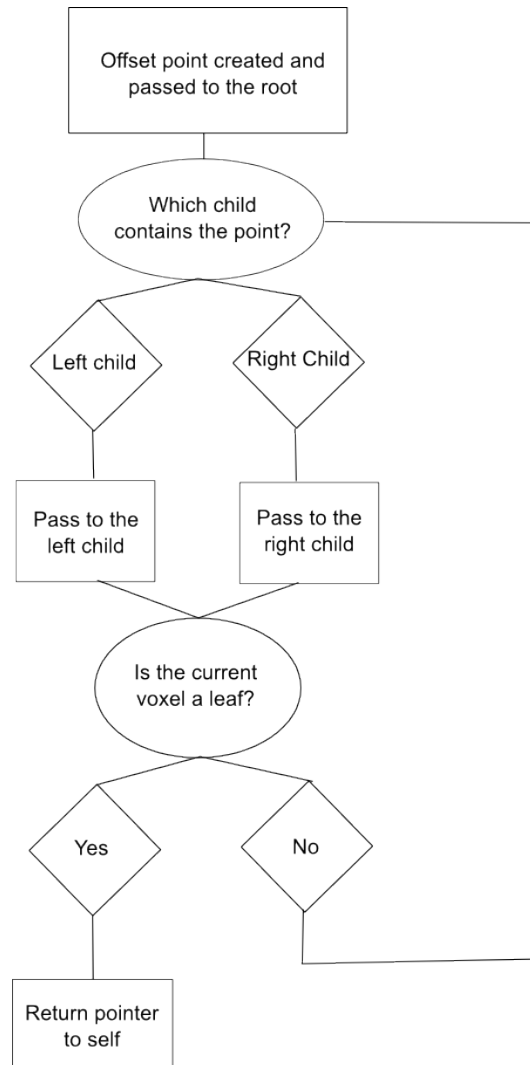 Offset point created and
passed to the root
Which child
contains the point?
Left child
Right Child
Pass to the
left child
Pass to the
right child
Is the current
voxel a leaf?
Yes
No
Return pointer
to self